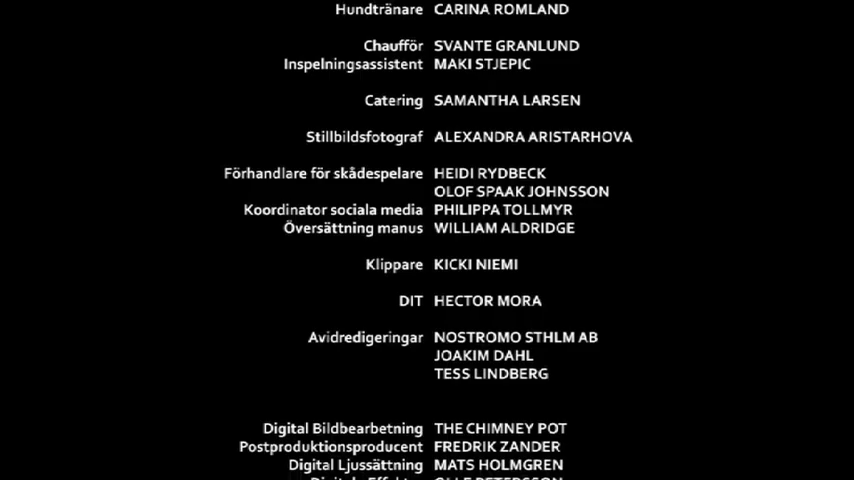 Hundtränare CARINA ROMLAND
Chaufför SVANTE GRANLUND
Inspelningsassistent MAKI STJEPIC
Catering SAMANTHA LARSEN
Stillbildsfotograf ALEXANDRA ARISTARHOVA
Förhandlare för skådespelare HEIDI RYDBECK
OLOF SPAAK JOHNSSON
Koordinator sociala media PHILIPPA TOLLMYR
Översättning manus WILLIAM ALDRIDGE
Klippare KICKI NIEMI
DIT HECTOR MORA
Avidredigeringar NOSTROMO STHLM AB
JOAKIM DAHL
TESS LINDBERG
Digital Bildbearbetning THE CHIMNEY POT
Postproduktionsproducent FREDRIK ZANDER
Digital Ljussättning MATS HOLMGREN